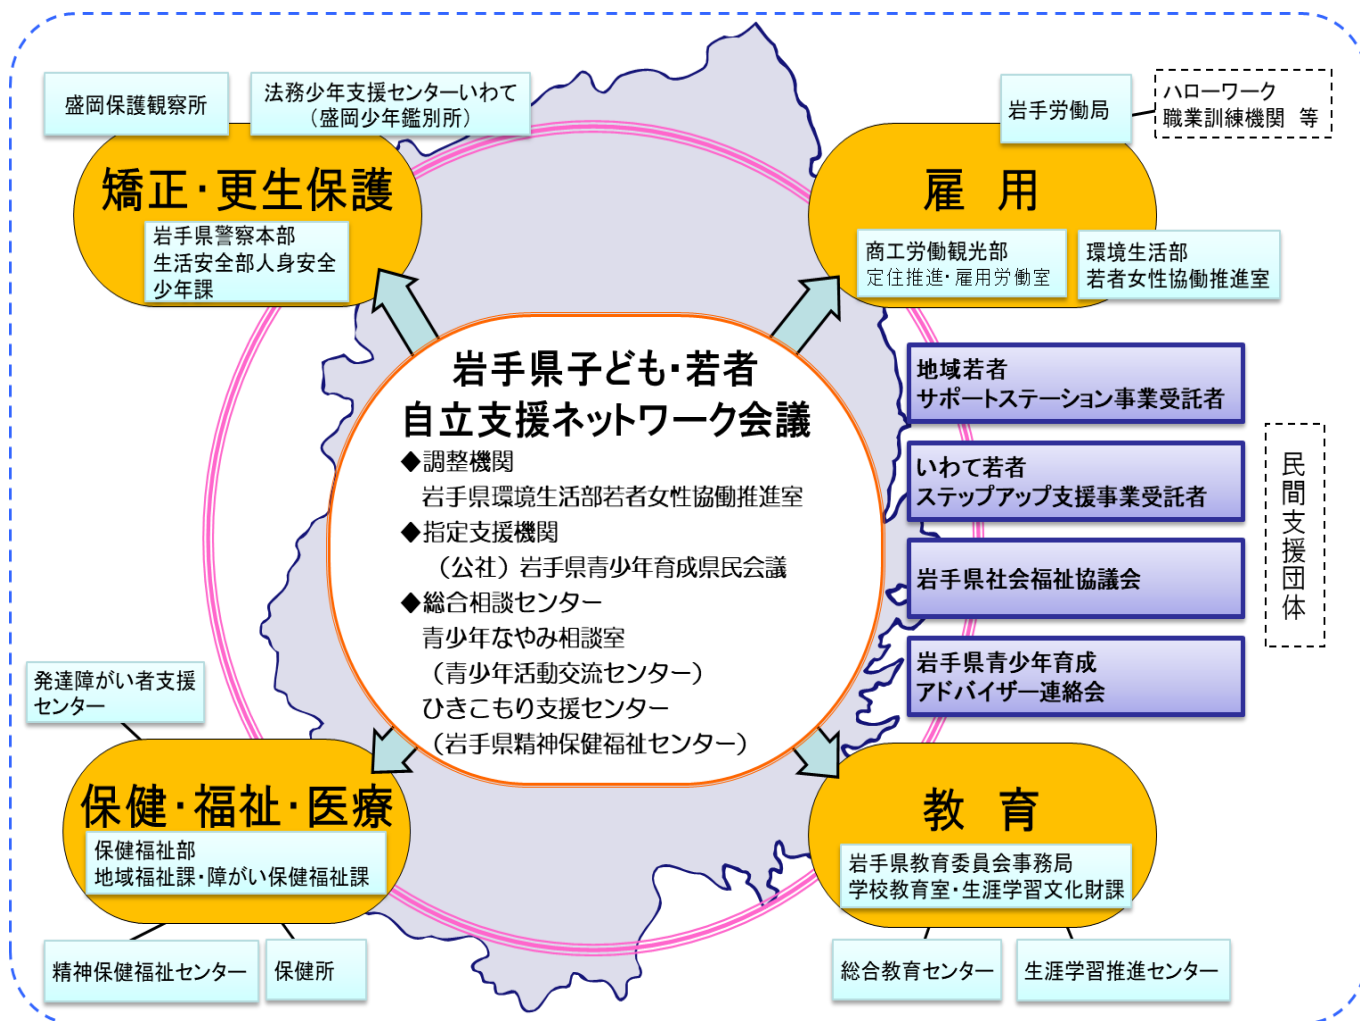 盛岡保護観察所
法務少年支援センターいわて
（盛岡少年鑑別所）
矯正・更生保護
岩手県警察本部
生活安全部人身安全
少年課
岩手労働局
ハローワーク
職業訓練機関　等
雇　用
商工労働観光部
定住推進・雇用労働室
環境生活部
若者女性協働推進室
岩手県子ども・若者
自立支援ネットワーク会議
◆調整機関
岩手県環境生活部若者女性協働推進室
◆指定支援機関
（公社）岩手県青少年育成県民会議
◆総合相談センター
青少年なやみ相談室
（青少年活動交流センター）
ひきこもり支援センター
（岩手県精神保健福祉センター）
地域若者
サポートステーション事業受託者
いわて若者
ステップアップ支援事業受託者
岩手県社会福祉協議会
岩手県青少年育成
アドバイザー連絡会
民間支援団体
発達障がい者支援
センター
保健・福祉・医療
保健福祉部
地域福祉課・障がい保健福祉課
精神保健福祉センター
保健所
教　育
岩手県教育委員会事務局
学校教育室・生涯学習文化財課
総合教育センター
生涯学習推進センター